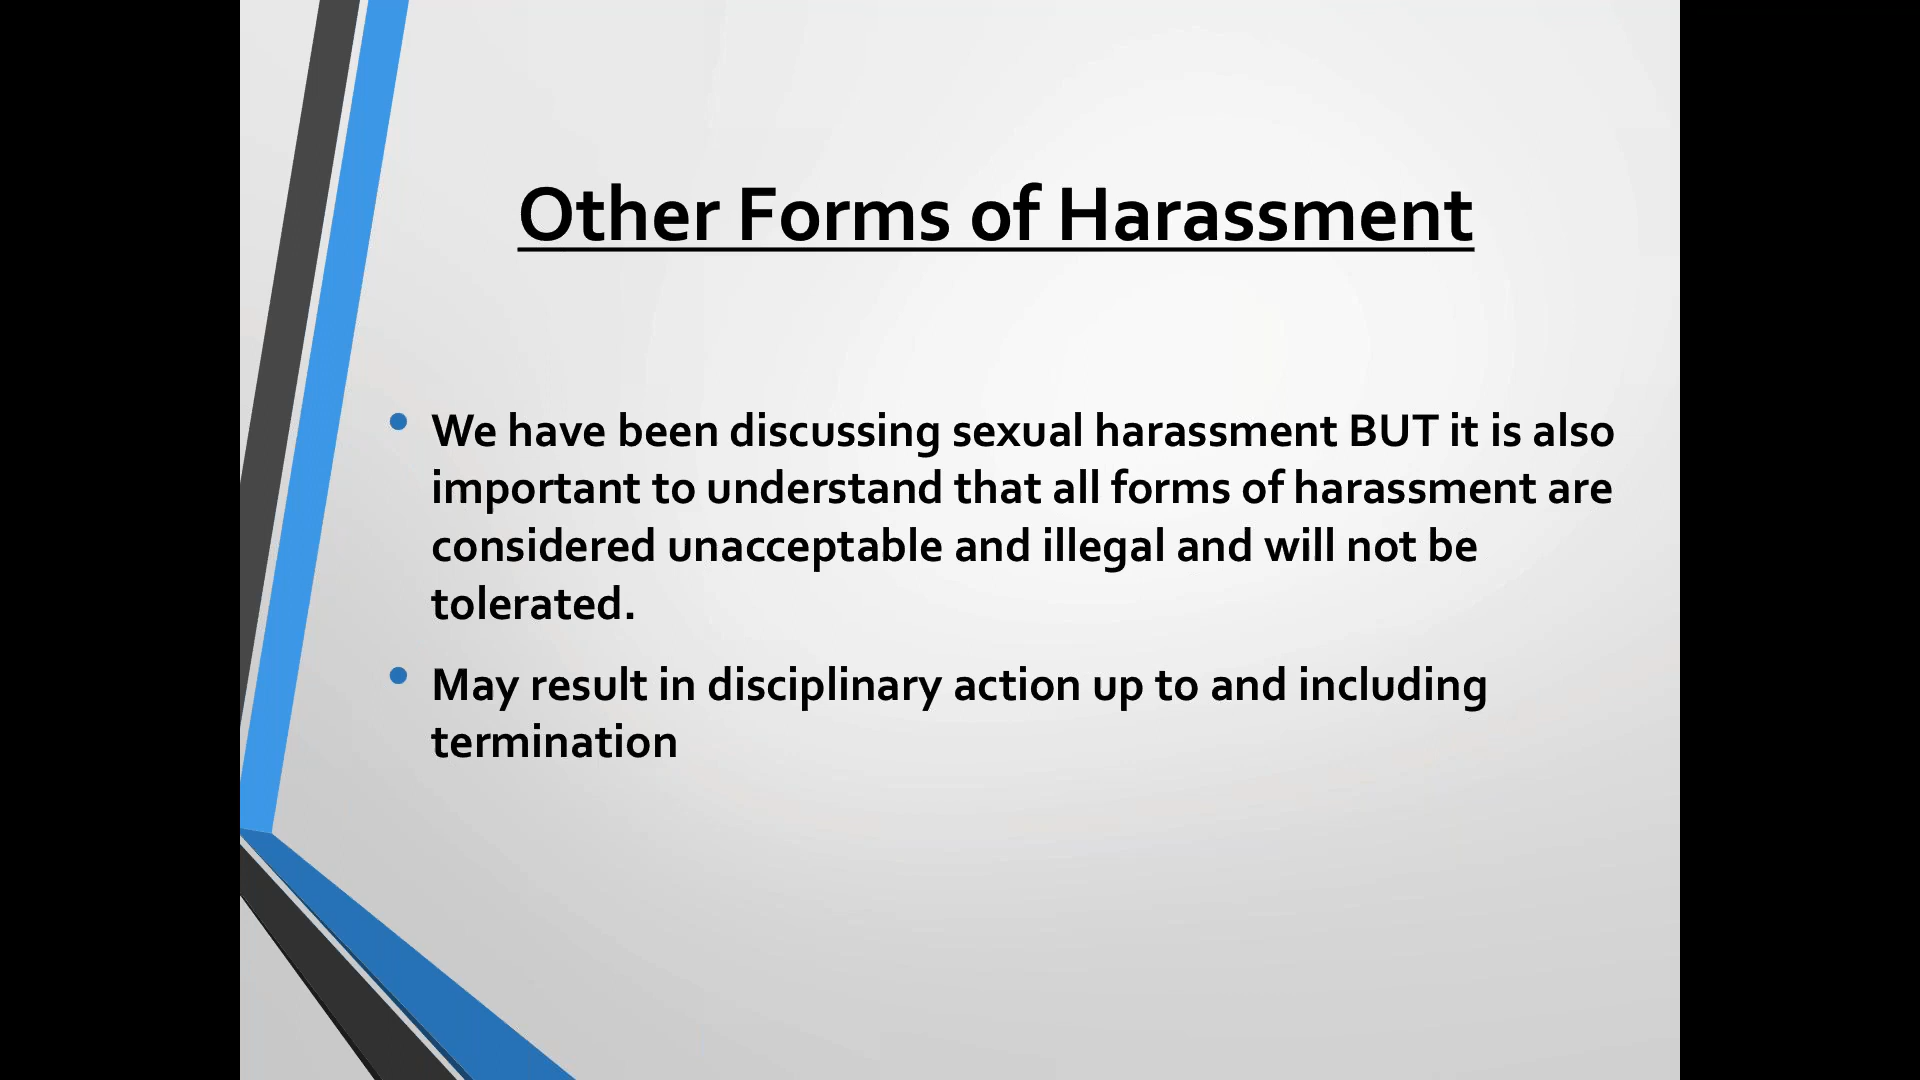 Other Forms of Harassment
We have been discussing sexual harassment BUT it is also
important to understand that all forms of harassment are
considered unacceptable and illegal and will not be
tolerated.
May result in disciplinary action up to and including
termination